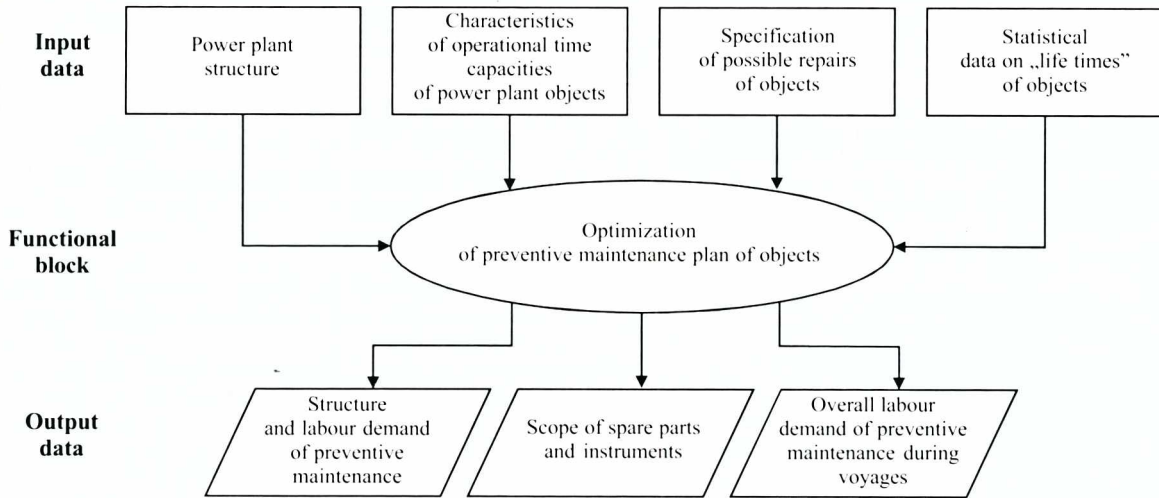 Input
data
Power plant
structure
Characteristics
of operational time
capacities
of power plant objects
Specification
of possible repairs
of objects
Statistical
data on „life times”
of objects
Functional
block
Optimization
of preventive maintenance plan of objects
Output
data
Structure
and labour demand
of preventive
maintenance
Scope of spare parts
and instruments
Overall labour
demand of preventive
maintenance during
voyages